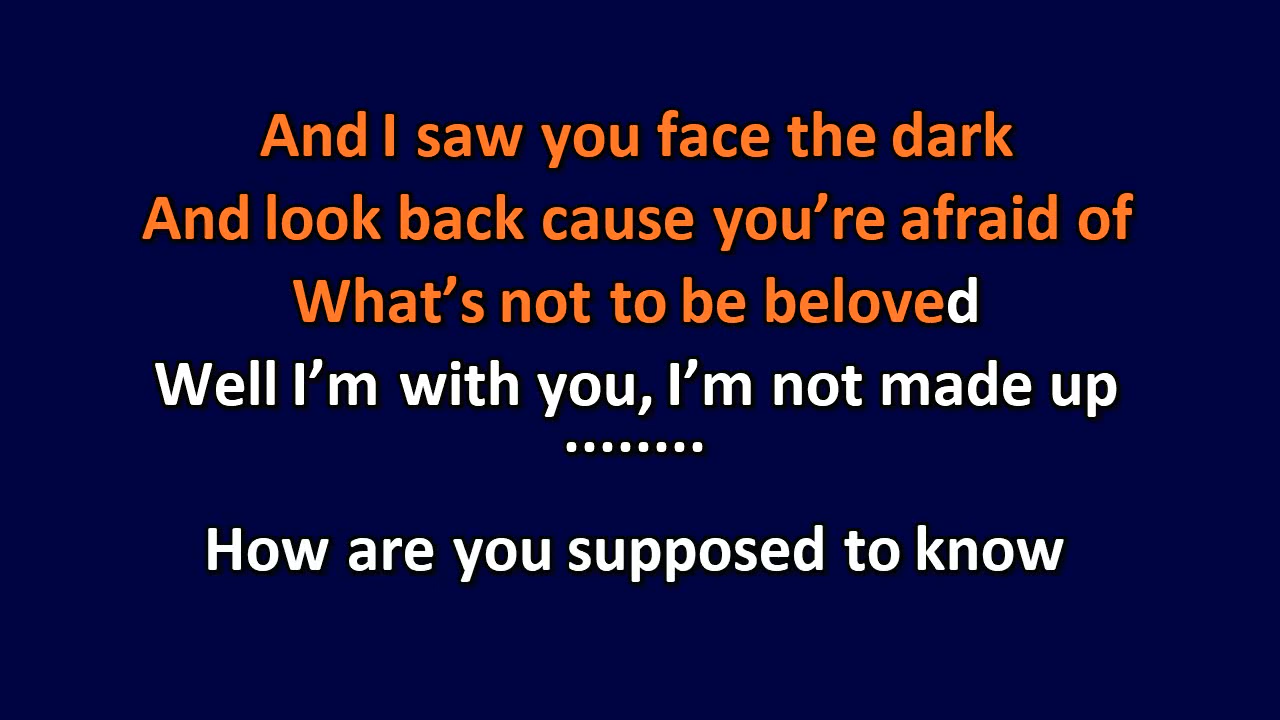 And I saw you face the dark
And look back cause you’re afraid of
What’s not to be beloved
Well I’m with you, I’m not made up
........
How are you supposed to know